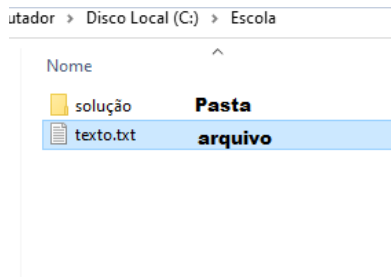 utador > Disco Local (C:) > Escola
Nome
solução Pasta
texto.txt arquivo